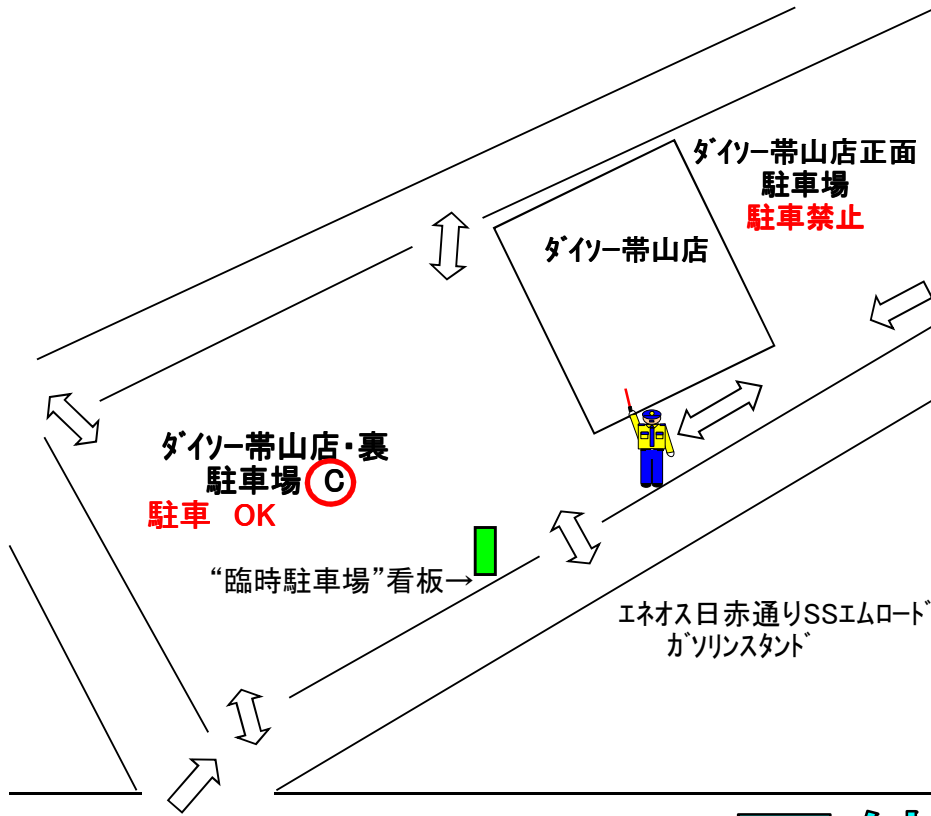 ダイソー帯山店正面
駐車場
駐車禁止
ダイソー帯山店
ダイソー帯山店・裏
駐車場 C
駐車 OK
“臨時駐車場”看板→
エネオス日赤通りSSエムロード
ガソリンスタンド